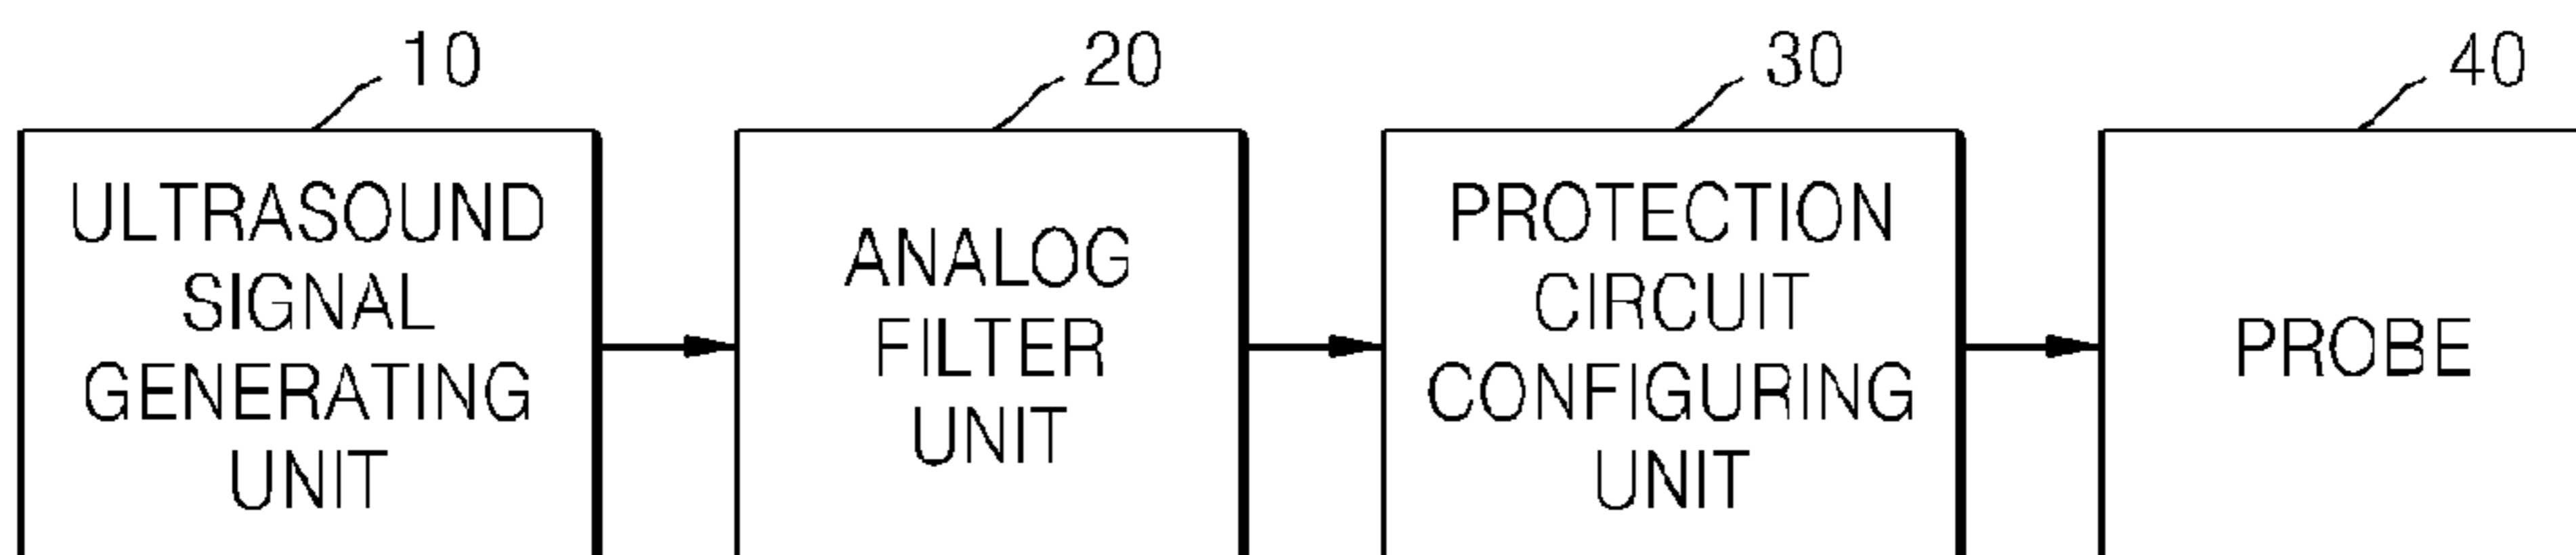 10
20
30
40
ULTRASOUND
SIGNAL
GENERATING
UNIT
ANALOG
FILTER
UNIT
PROTECTION
CIRCUIT
CONFIGURING
UNIT
PROBE